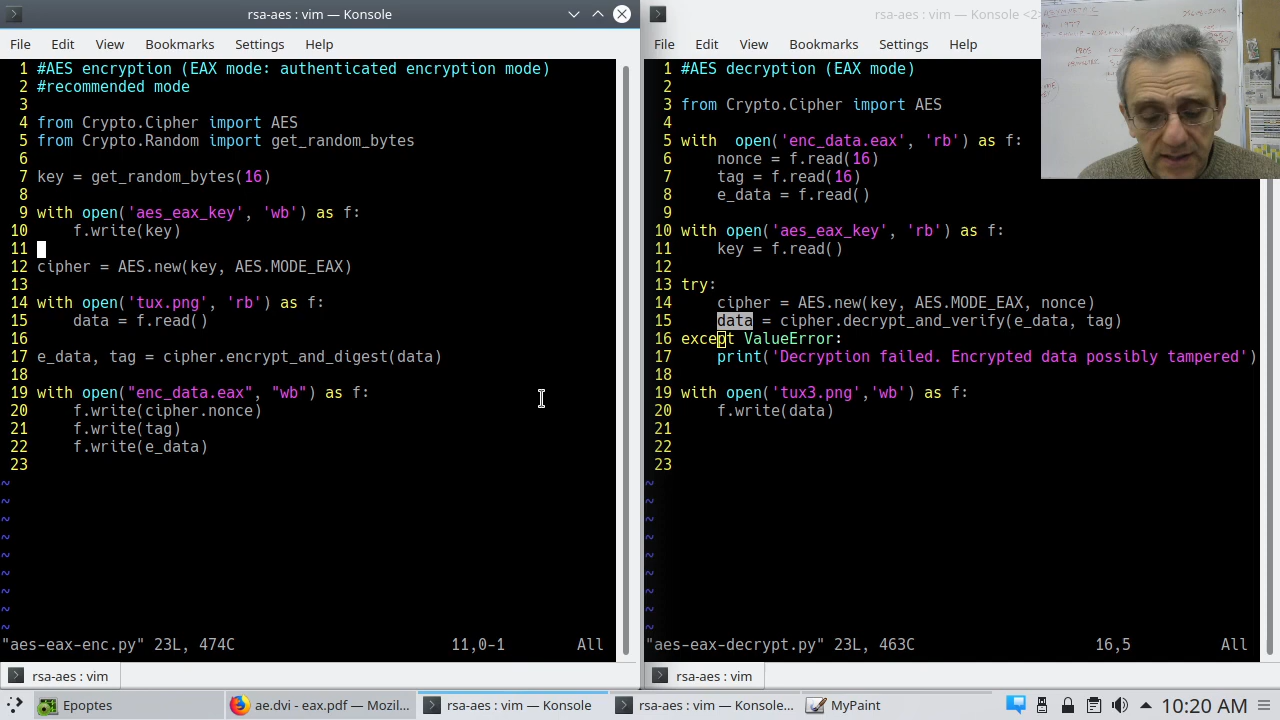 rsa-aes : vim — Konsole
File Edit View Bookmarks Settings Help
1 #AES encryption (EAX mode: authenticated encryption mode)
2 #recommended mode
3
4 from Crypto.Cipher import AES
5 from Crypto.Random import get_random_bytes
6
7 key = get_random_bytes(16)
8
9 with open('aes_eax_key', 'wb') as f:
10     f.write(key)
11
12 cipher = AES.new(key, AES.MODE_EAX)
13
14 with open('tux.png', 'rb') as f:
15     data = f.read()
16
17 e_data, tag = cipher.encrypt_and_digest(data)
18
19 with open("enc_data.eax", "wb") as f:
20     f.write(cipher.nonce)
21     f.write(tag)
22     f.write(e_data)
23
~
~
~
~
~
~
~
~
~
"aes-eax-enc.py" 23L, 474C 11,0-1 All
rsa-aes : vim
rsa-aes : vim — Konsole <2>
File Edit View Bookmarks Settings Help
1 #AES decryption (EAX mode)
2
3 from Crypto.Cipher import AES
4
5 with  open('enc_data.eax', 'rb') as f:
6     nonce = f.read(16)
7     tag = f.read(16)
8     e_data = f.read()
9
10 with open('aes_eax_key', 'rb') as f:
11     key = f.read()
12
13 try:
14     cipher = AES.new(key, AES.MODE_EAX, nonce)
15     data = cipher.decrypt_and_verify(e_data, tag)
16 except ValueError:
17     print('Decryption failed. Encrypted data possibly tampered')
18
19 with open('tux3.png','wb') as f:
20     f.write(data)
21
22
23
~
~
~
~
~
~
~
~
~
"aes-eax-decrypt.py" 23L, 463C 16,5 All
rsa-aes : vim
Epoptes
ae.dvi - eax.pdf — Mozil...
rsa-aes : vim — Konsole
rsa-aes : vim — Konsole...
MyPaint
10:20 AM